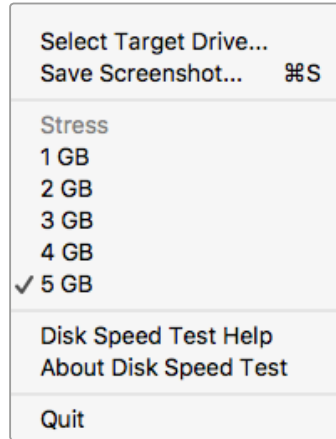 Select Target Drive...
Save Screenshot... ⌘S
Stress
1 GB
2 GB
3 GB
4 GB
✓ 5 GB
Disk Speed Test Help
About Disk Speed Test
Quit